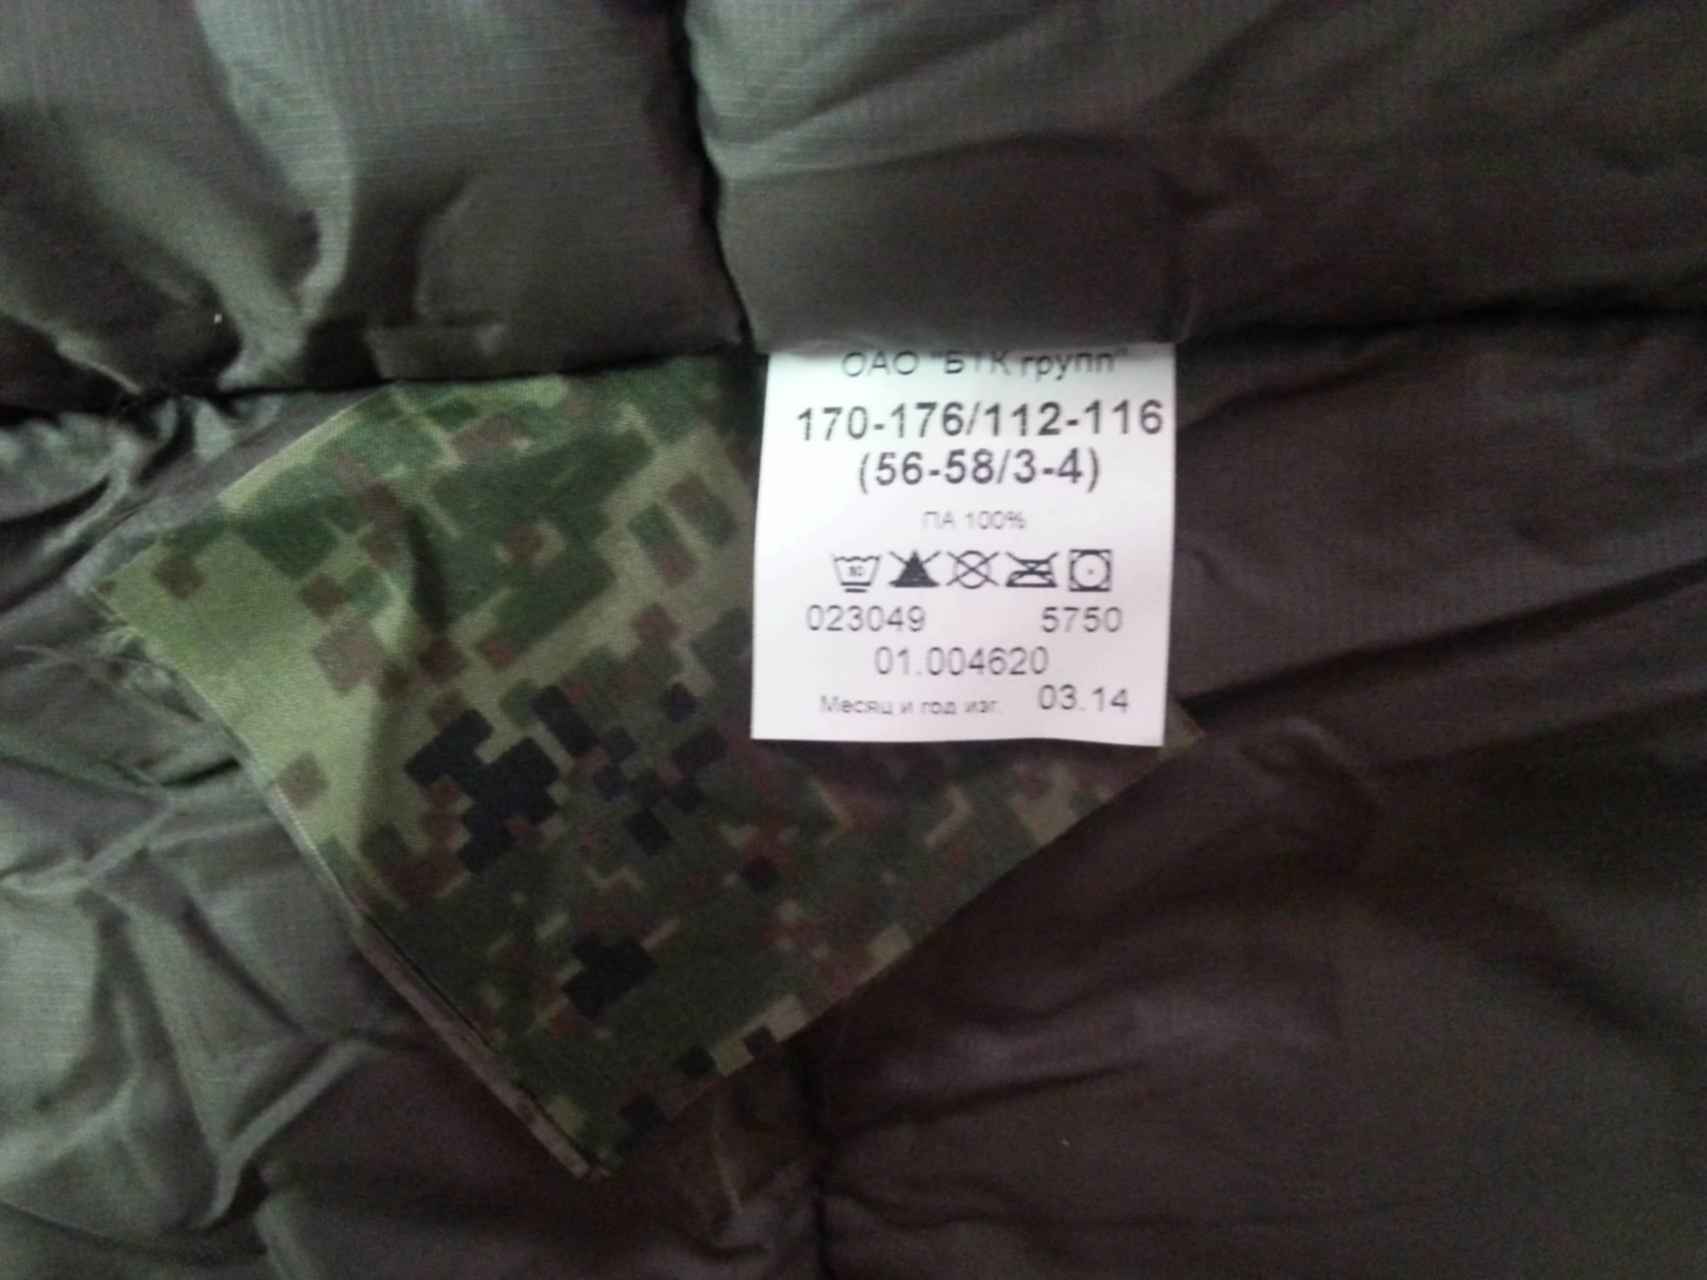 ОАО "БТК групп"
170-176/112-116
(56-58/3-4)
ПА 100%
023049 5750
01.004620
Месяц и год изг. 03.14